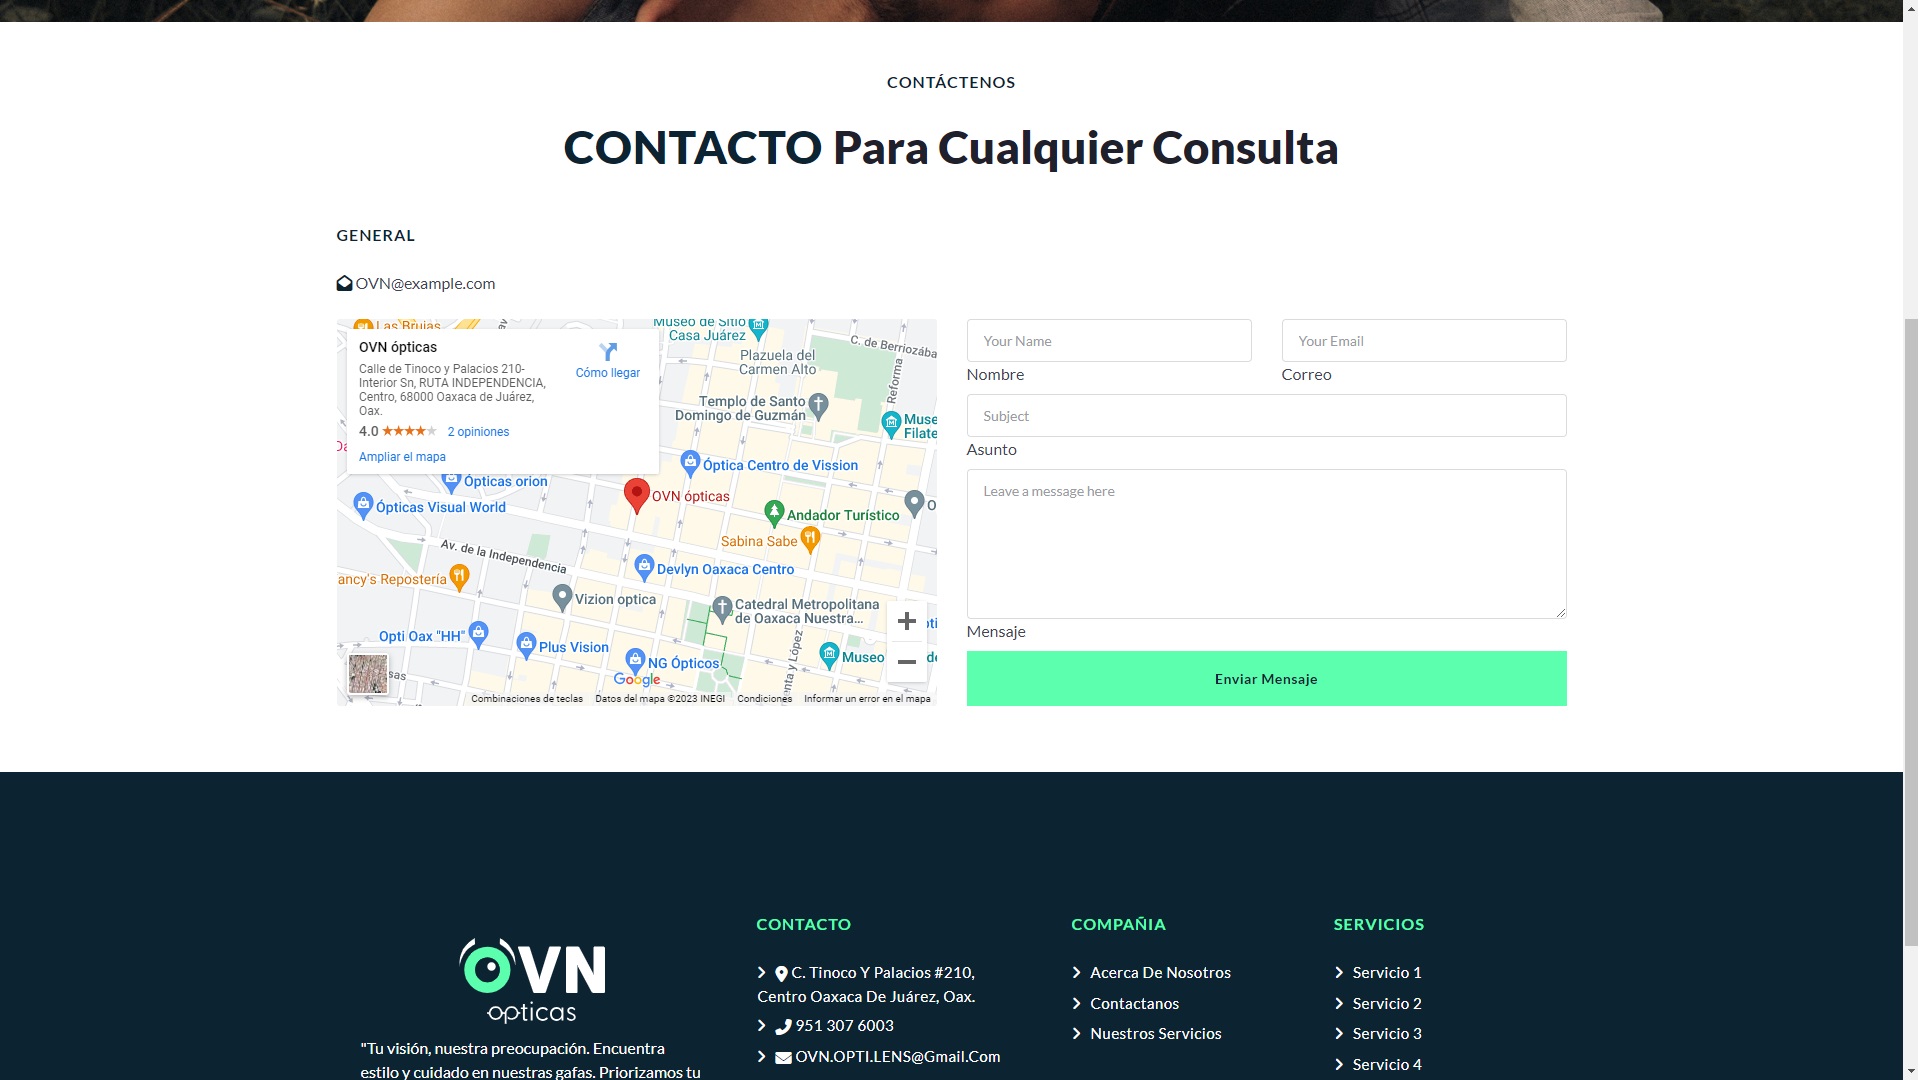 CONTÁCTENOS
CONTACTO Para Cualquier Consulta
GENERAL
OVN@example.com
Las Brujas
OVN ópticas
Calle de Tinoco y Palacios 210-
Interior Sn, RUTA INDEPENDENCIA,
Centro, 68000 Oaxaca de Juárez,
Oax.
4.0
2 opiniones
Ampliar el mapa
Cómo llegar
Museo de Sitio
Casa Juárez
Plazuela del
Carmen Alto
C. de Berriozába
Reforma
Templo de Santo
Domingo de Guzmán
Muse
Filate
Óptica Centro de Vission
Ópticas orion
OVN ópticas
Ópticas Visual World
Andador Turístico
Sabina Sabe
Av. de la Independencia
Devlyn Oaxaca Centro
ancy's Repostería
Vizion optica
Catedral Metropolitana
de Oaxaca Nuestra...
Opti Oax "HH"
Plus Vision
NG Ópticos
Museo
enta y López
Google
Combinaciones de teclas
Datos del mapa ©2023 INEGI
Condiciones
Informar un error en el mapa
Your Name
Your Email
Nombre
Correo
Subject
Asunto
Leave a message here
Mensaje
Enviar Mensaje
OVN
opticas
"Tu visión, nuestra preocupación. Encuentra
estilo y cuidado en nuestras gafas. Priorizamos tu
CONTACTO
C. Tinoco Y Palacios #210,
Centro Oaxaca De Juárez, Oax.
951 307 6003
OVN.OPTI.LENS@Gmail.Com
COMPAÑIA
Acerca De Nosotros
Contactanos
Nuestros Servicios
SERVICIOS
Servicio 1
Servicio 2
Servicio 3
Servicio 4